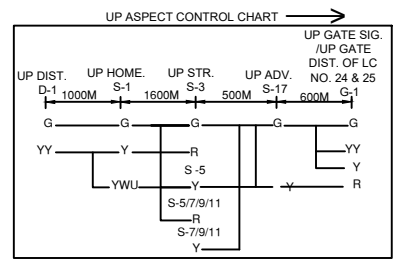 UP ASPECT CONTROL CHART
UP GATE SIG.
/UP GATE
DIST. OF LC
NO. 24 & 25
UP DIST. UP HOME. UP STR. UP ADV.
D-1 S-1 S-3 S-17 G-1
1000M 1600M 500M 600M
G G G G G
YY Y R YY
Y
S -5
YWU Y Y R
S-5/7/9/11
R
S-7/9/11
Y